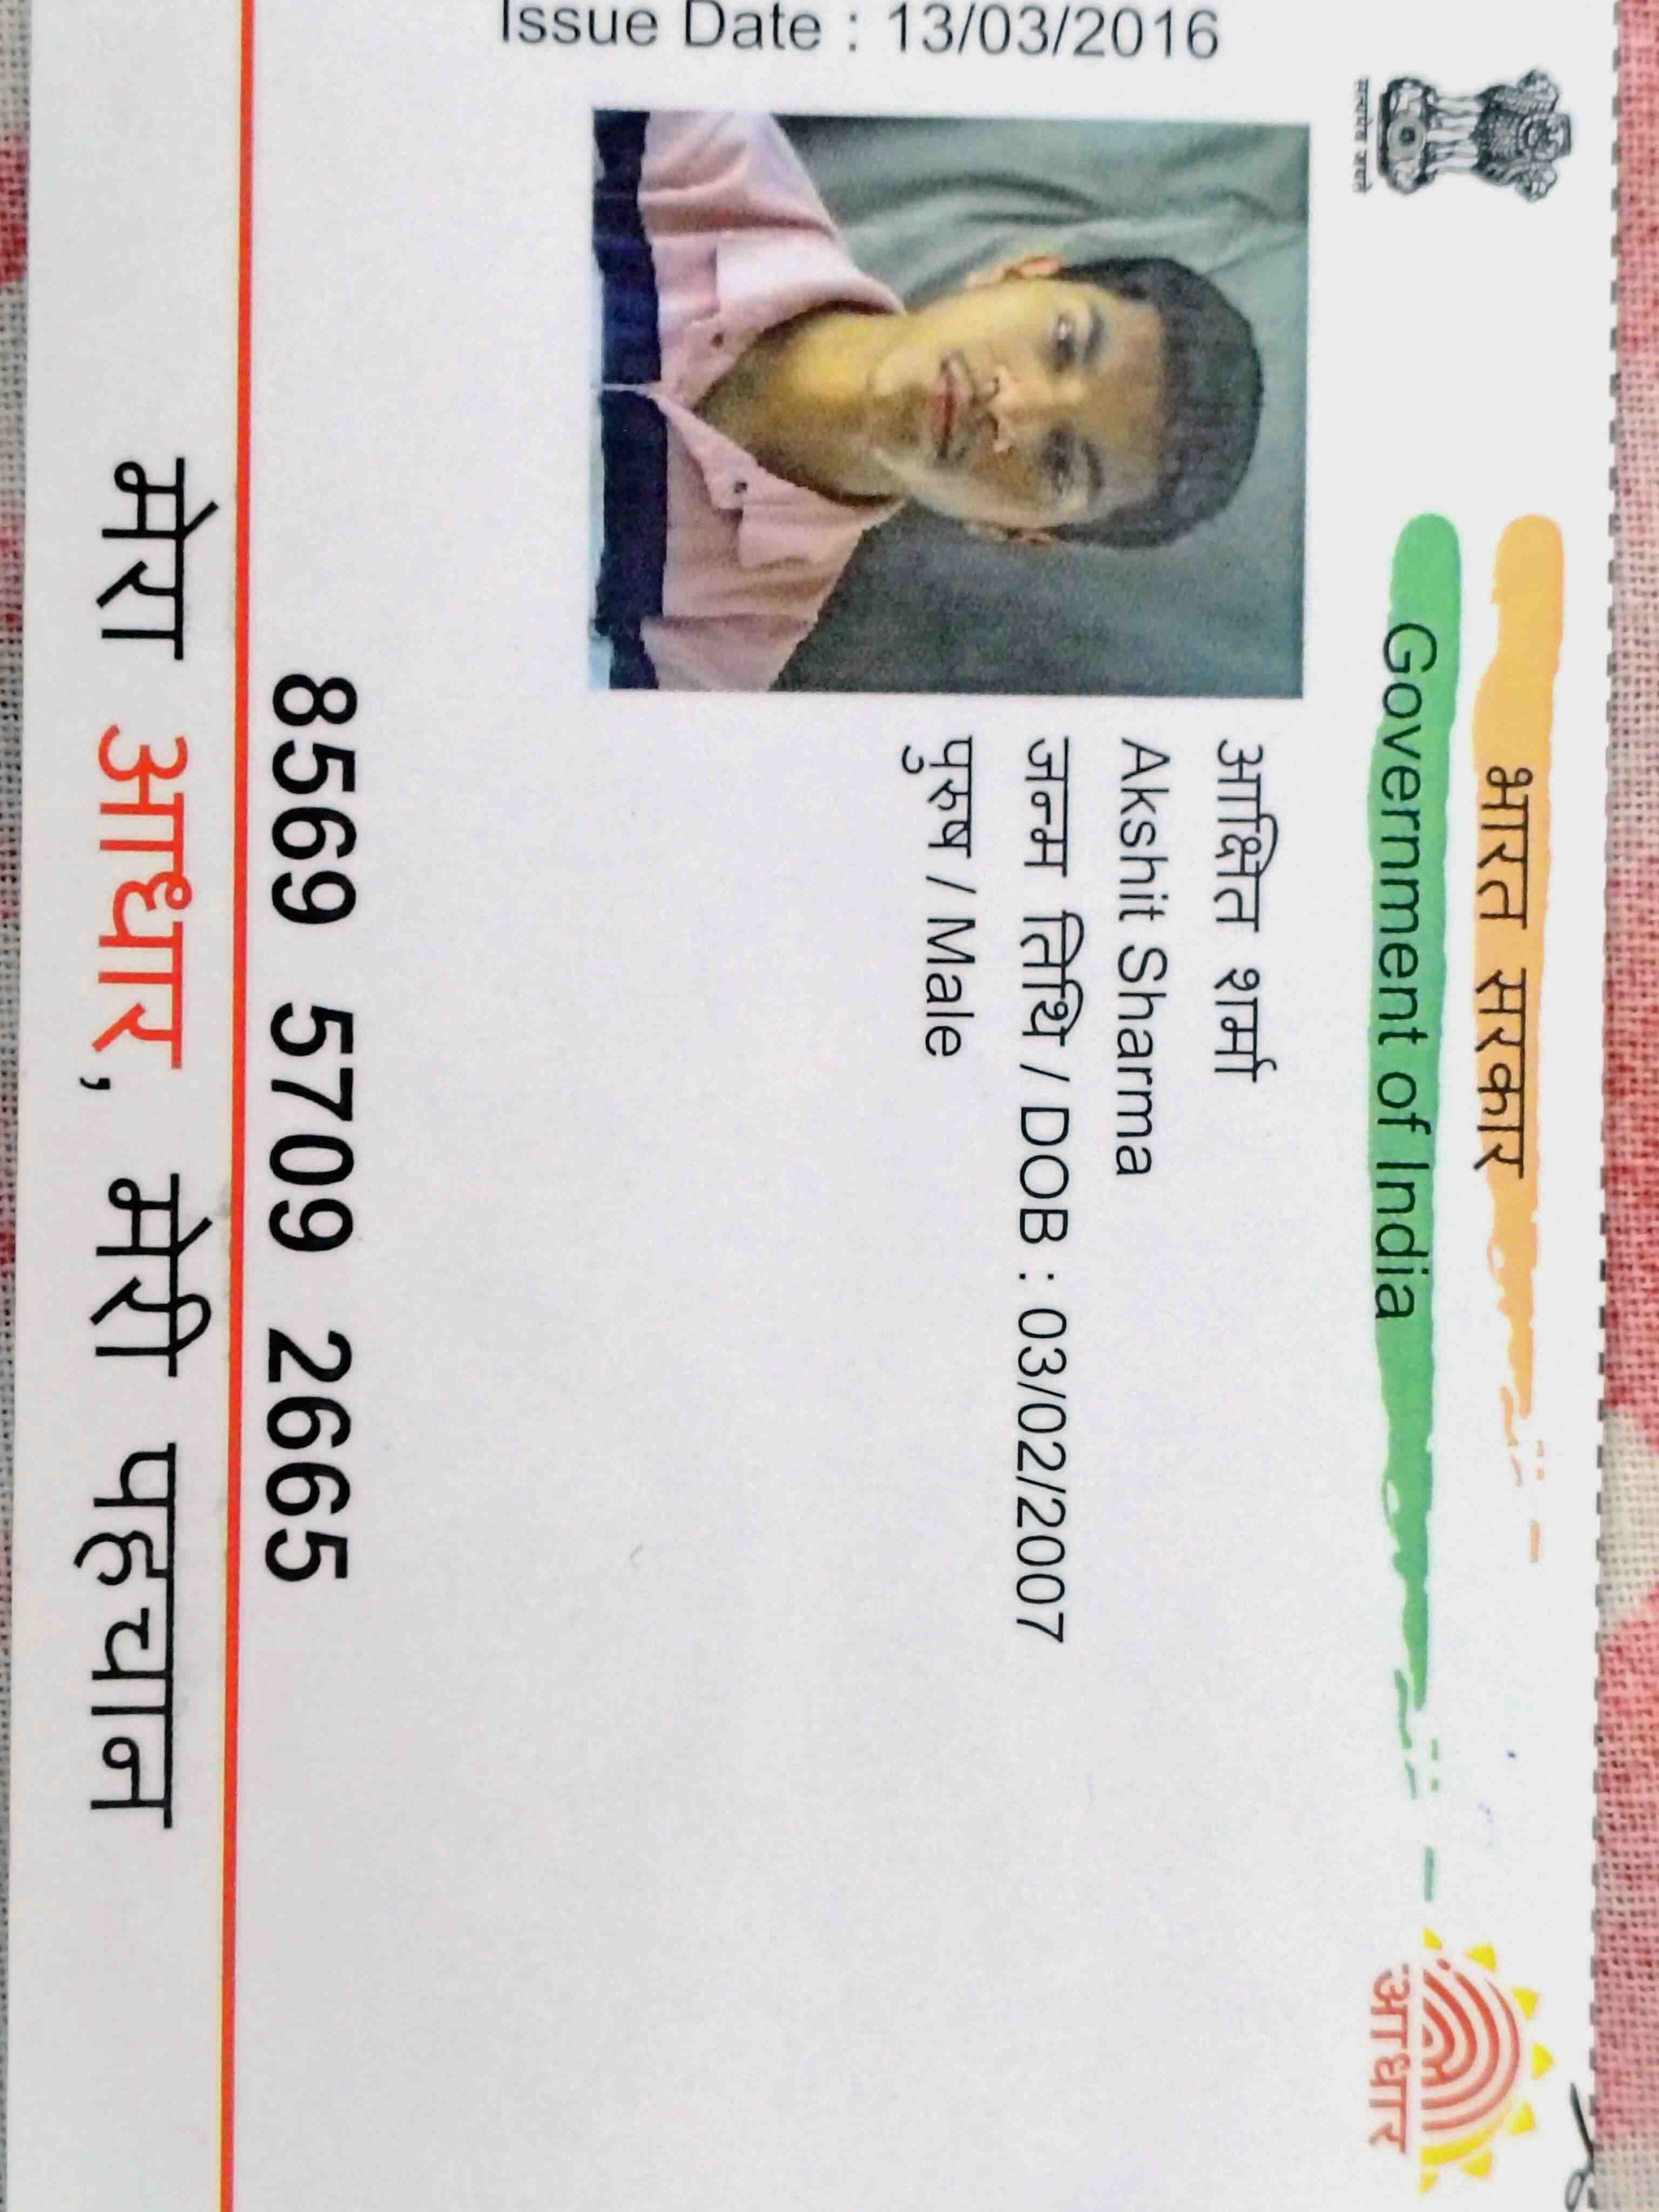 भारत सरकार
Government of India
सत्यमेव जयते
आधार
Issue Date : 13/03/2016
आक्षित शर्मा
Akshit Sharma
जन्म तिथि / DOB : 03/02/2007
पुरुष / Male
8569 5709 2665
मेरा आधार, मेरी पहचान